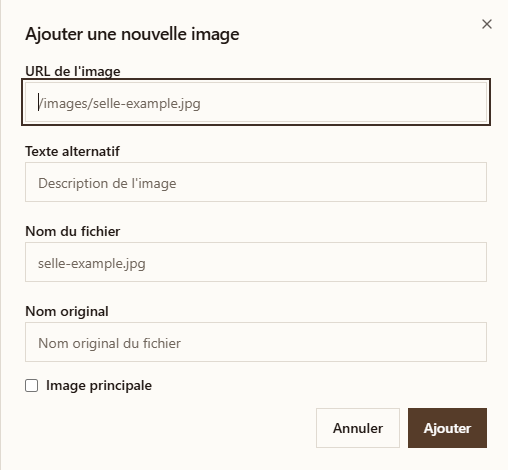 Ajouter une nouvelle image
URL de l'image
/images/selle-example.jpg
Texte alternatif
Description de l'image
Nom du fichier
selle-example.jpg
Nom original
Nom original du fichier
Image principale
Annuler
Ajouter